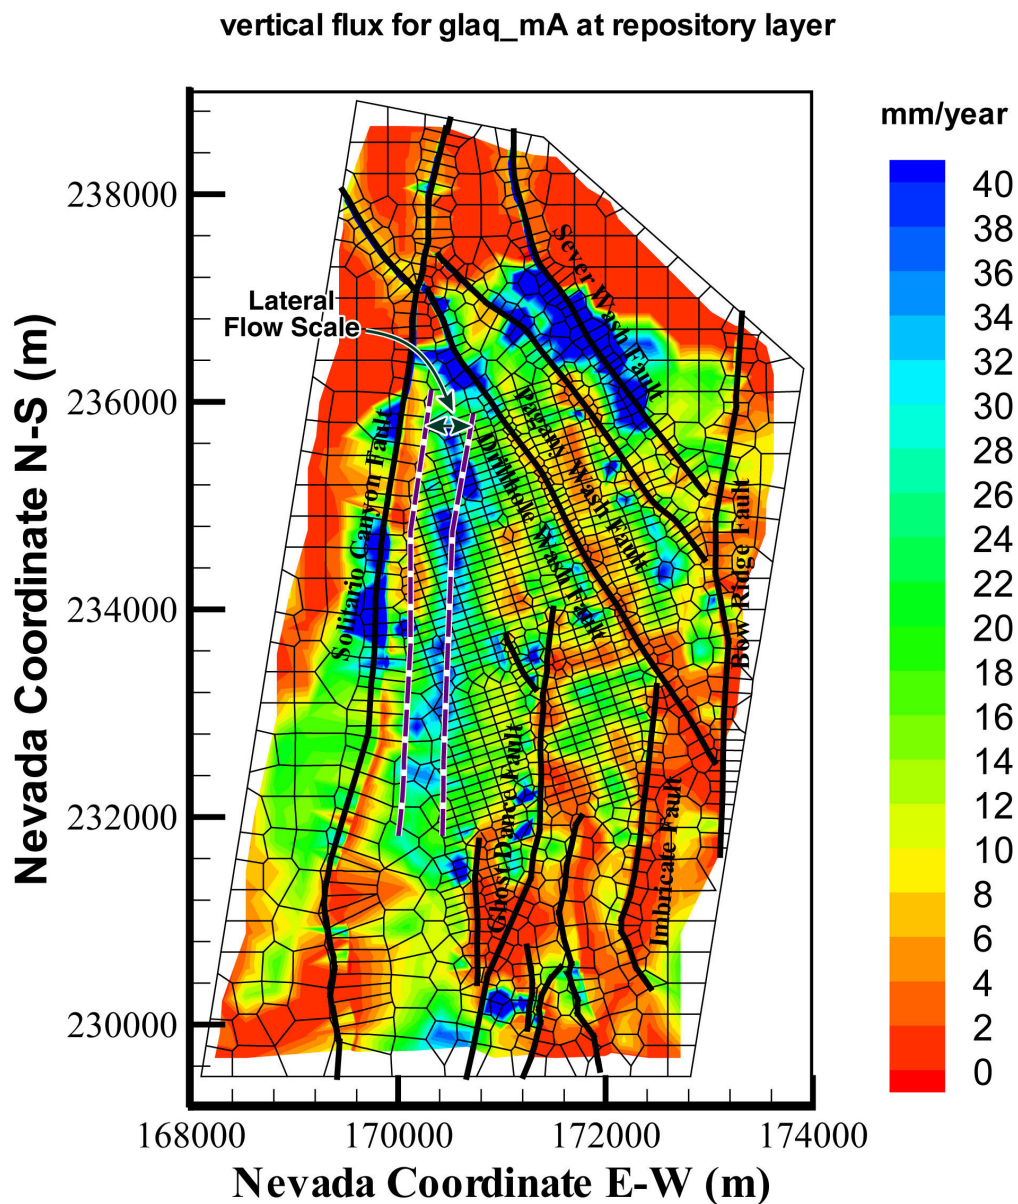 vertical flux for glaq_mA at repository layer
mm/year
40
38
36
34
32
30
28
26
24
22
20
18
16
14
12
10
8
6
4
2
0
Nevada Coordinate N-S (m)
238000
236000
234000
232000
230000
Lateral
Flow Scale
Sever Wash Fault
Pagany Wash Fault
Drillhole Wash Fault
Solitario Canyon Fault
Bow Ridge Fault
Ghost Dance Fault
Imbricate Fault
168000
170000
172000
174000
Nevada Coordinate E-W (m)